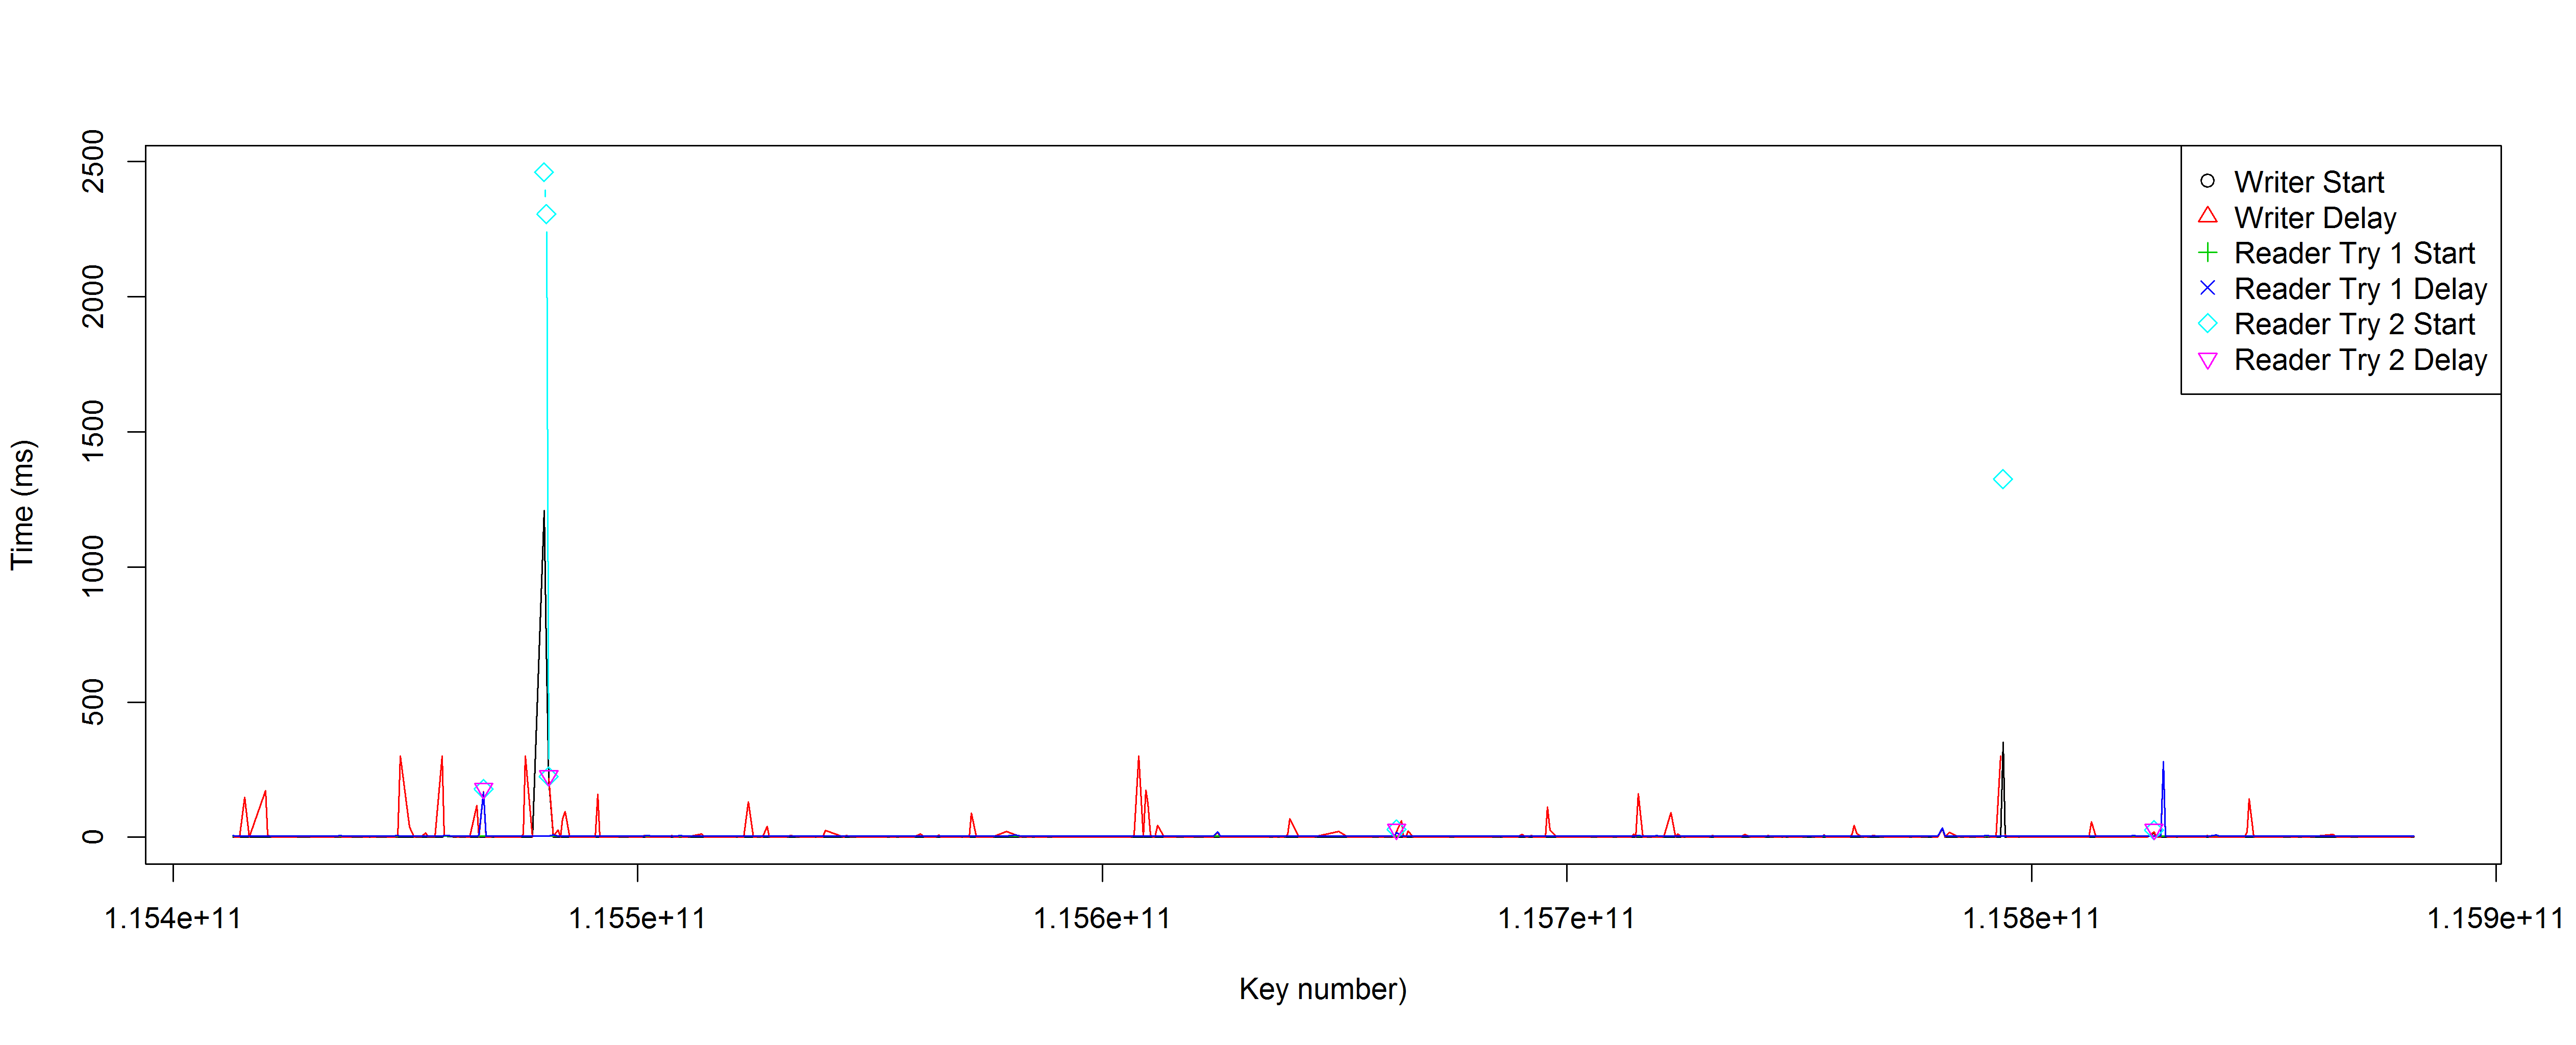 Time (ms)
2500
2000
1500
1000
500
0
Writer Start
Writer Delay
Reader Try 1 Start
Reader Try 1 Delay
Reader Try 2 Start
Reader Try 2 Delay
1.154e+11 1.155e+11 1.156e+11 1.157e+11 1.158e+11 1.159e+11
Key number)